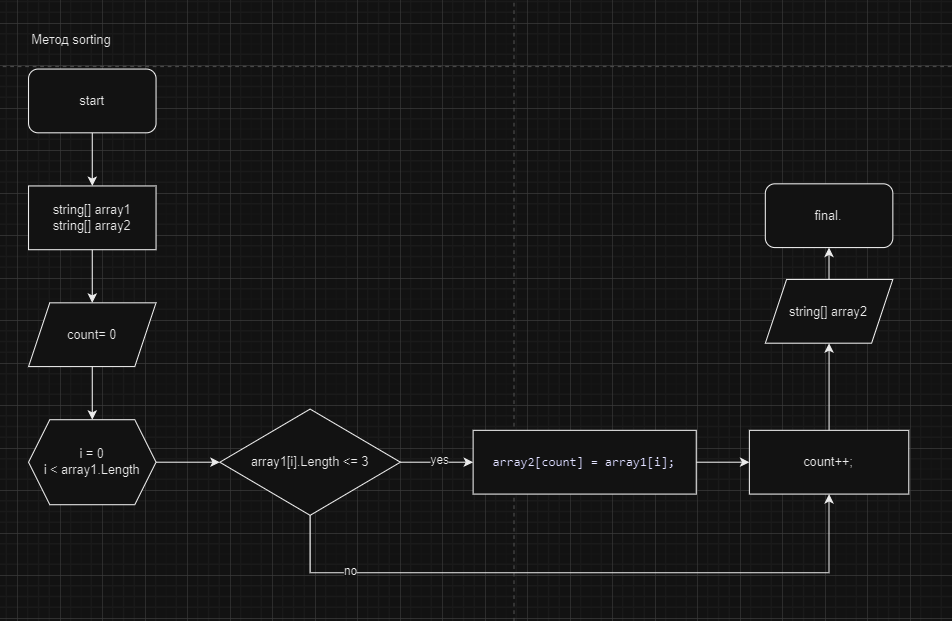 Метод sorting
start
string[] array1
string[] array2
count= 0
i = 0
i < array1.Length
array1[i].Length <= 3
yes
array2[count] = array1[i];
count++;
string[] array2
final.
no